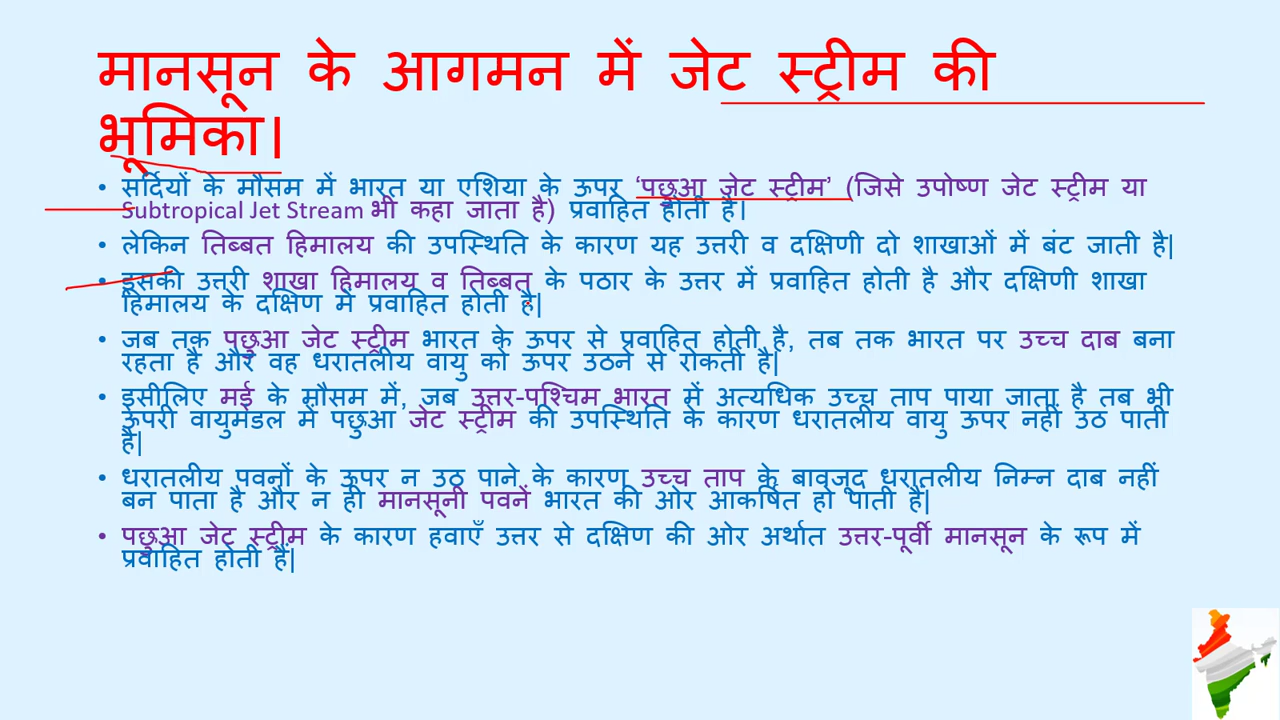 मानसून के आगमन में जेट स्ट्रीम की
भूमिका।
• सर्दियों के मौसम में भारत या एशिया के ऊपर ‘पछुआ जेट स्ट्रीम’ (जिसे उपोष्ण जेट स्ट्रीम या
Subtropical Jet Stream भी कहा जाता है) प्रवाहित होती है।
• लेकिन तिब्बत हिमालय की उपस्थिति के कारण यह उत्तरी व दक्षिणी दो शाखाओं में बंट जाती है|
• इसकी उत्तरी शाखा हिमालय व तिब्बत के पठार के उत्तर में प्रवाहित होती है और दक्षिणी शाखा
हिमालय के दक्षिण में प्रवाहित होती है|
• जब तक पछुआ जेट स्ट्रीम भारत के ऊपर से प्रवाहित होती है, तब तक भारत पर उच्च दाब बना
रहता है और वह धरातलीय वायु को ऊपर उठने से रोकती है|
• इसीलिए मई के मौसम में, जब उत्तर-पश्चिम भारत में अत्यधिक उच्च ताप पाया जाता है तब भी
ऊपरी वायुमंडल में पछुआ जेट स्ट्रीम की उपस्थिति के कारण धरातलीय वायु ऊपर नहीं उठ पाती
है|
• धरातलीय पवनों के ऊपर न उठ पाने के कारण उच्च ताप के बावजूद धरातलीय निम्न दाब नहीं
बन पाता है और न ही मानसूनी पवनें भारत की ओर आकर्षित हो पाती हैं|
• पछुआ जेट स्ट्रीम के कारण हवाएँ उत्तर से दक्षिण की ओर अर्थात उत्तर-पूर्वी मानसून के रूप में
प्रवाहित होती हैं|